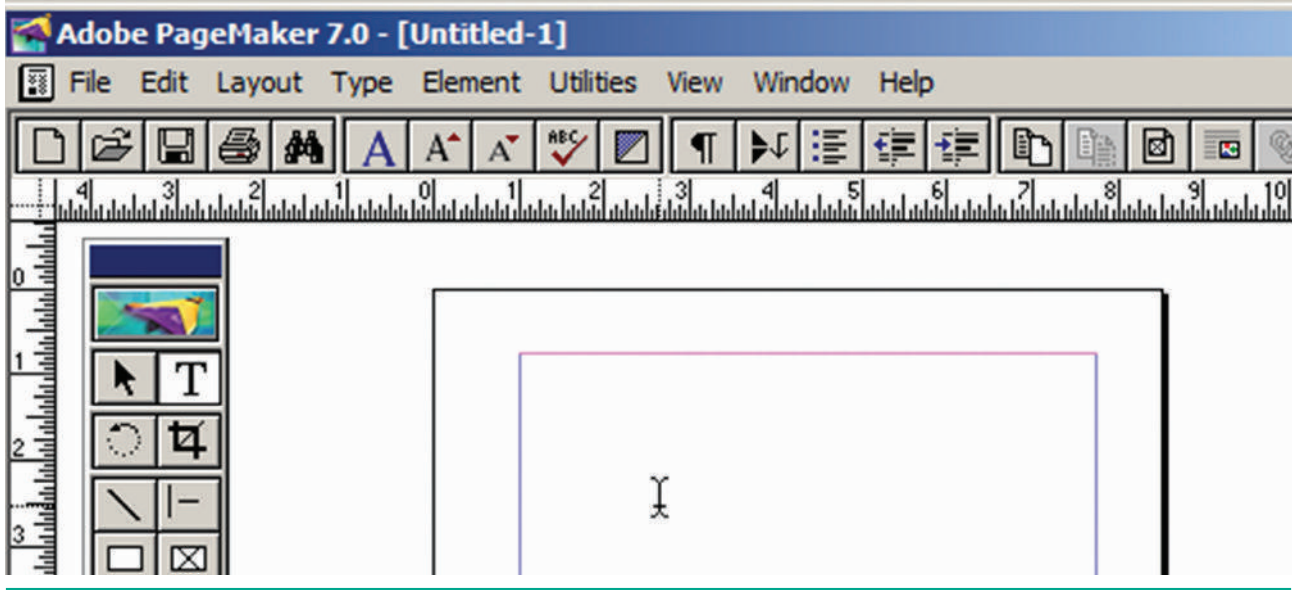 Adobe PageMaker 7.0 - [Untitled-1]
File Edit Layout Type Element Utilities View Window Help
A A A ABC ¶
4 3 2 1 0 1 2 3 4 5 6 7 8 9 10
0
1
T
2
3